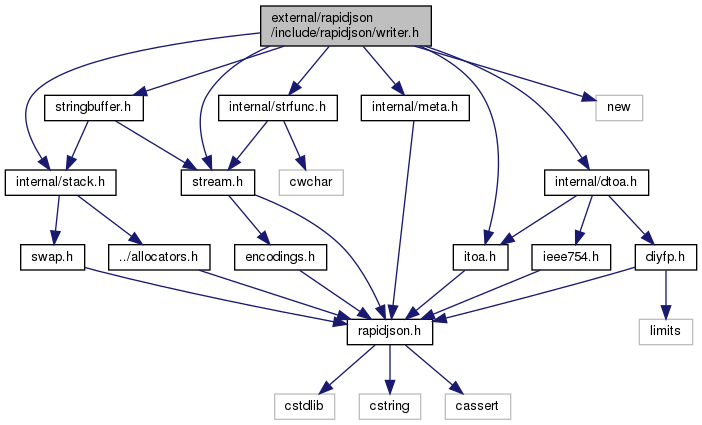 external/rapidjson
/include/rapidjson/writer.h
stringbuffer.h
internal/strfunc.h
internal/meta.h
new
internal/stack.h
stream.h
cwchar
internal/dtoa.h
swap.h
../allocators.h
encodings.h
itoa.h
ieee754.h
diyfp.h
rapidjson.h
limits
cstdlib
cstring
cassert